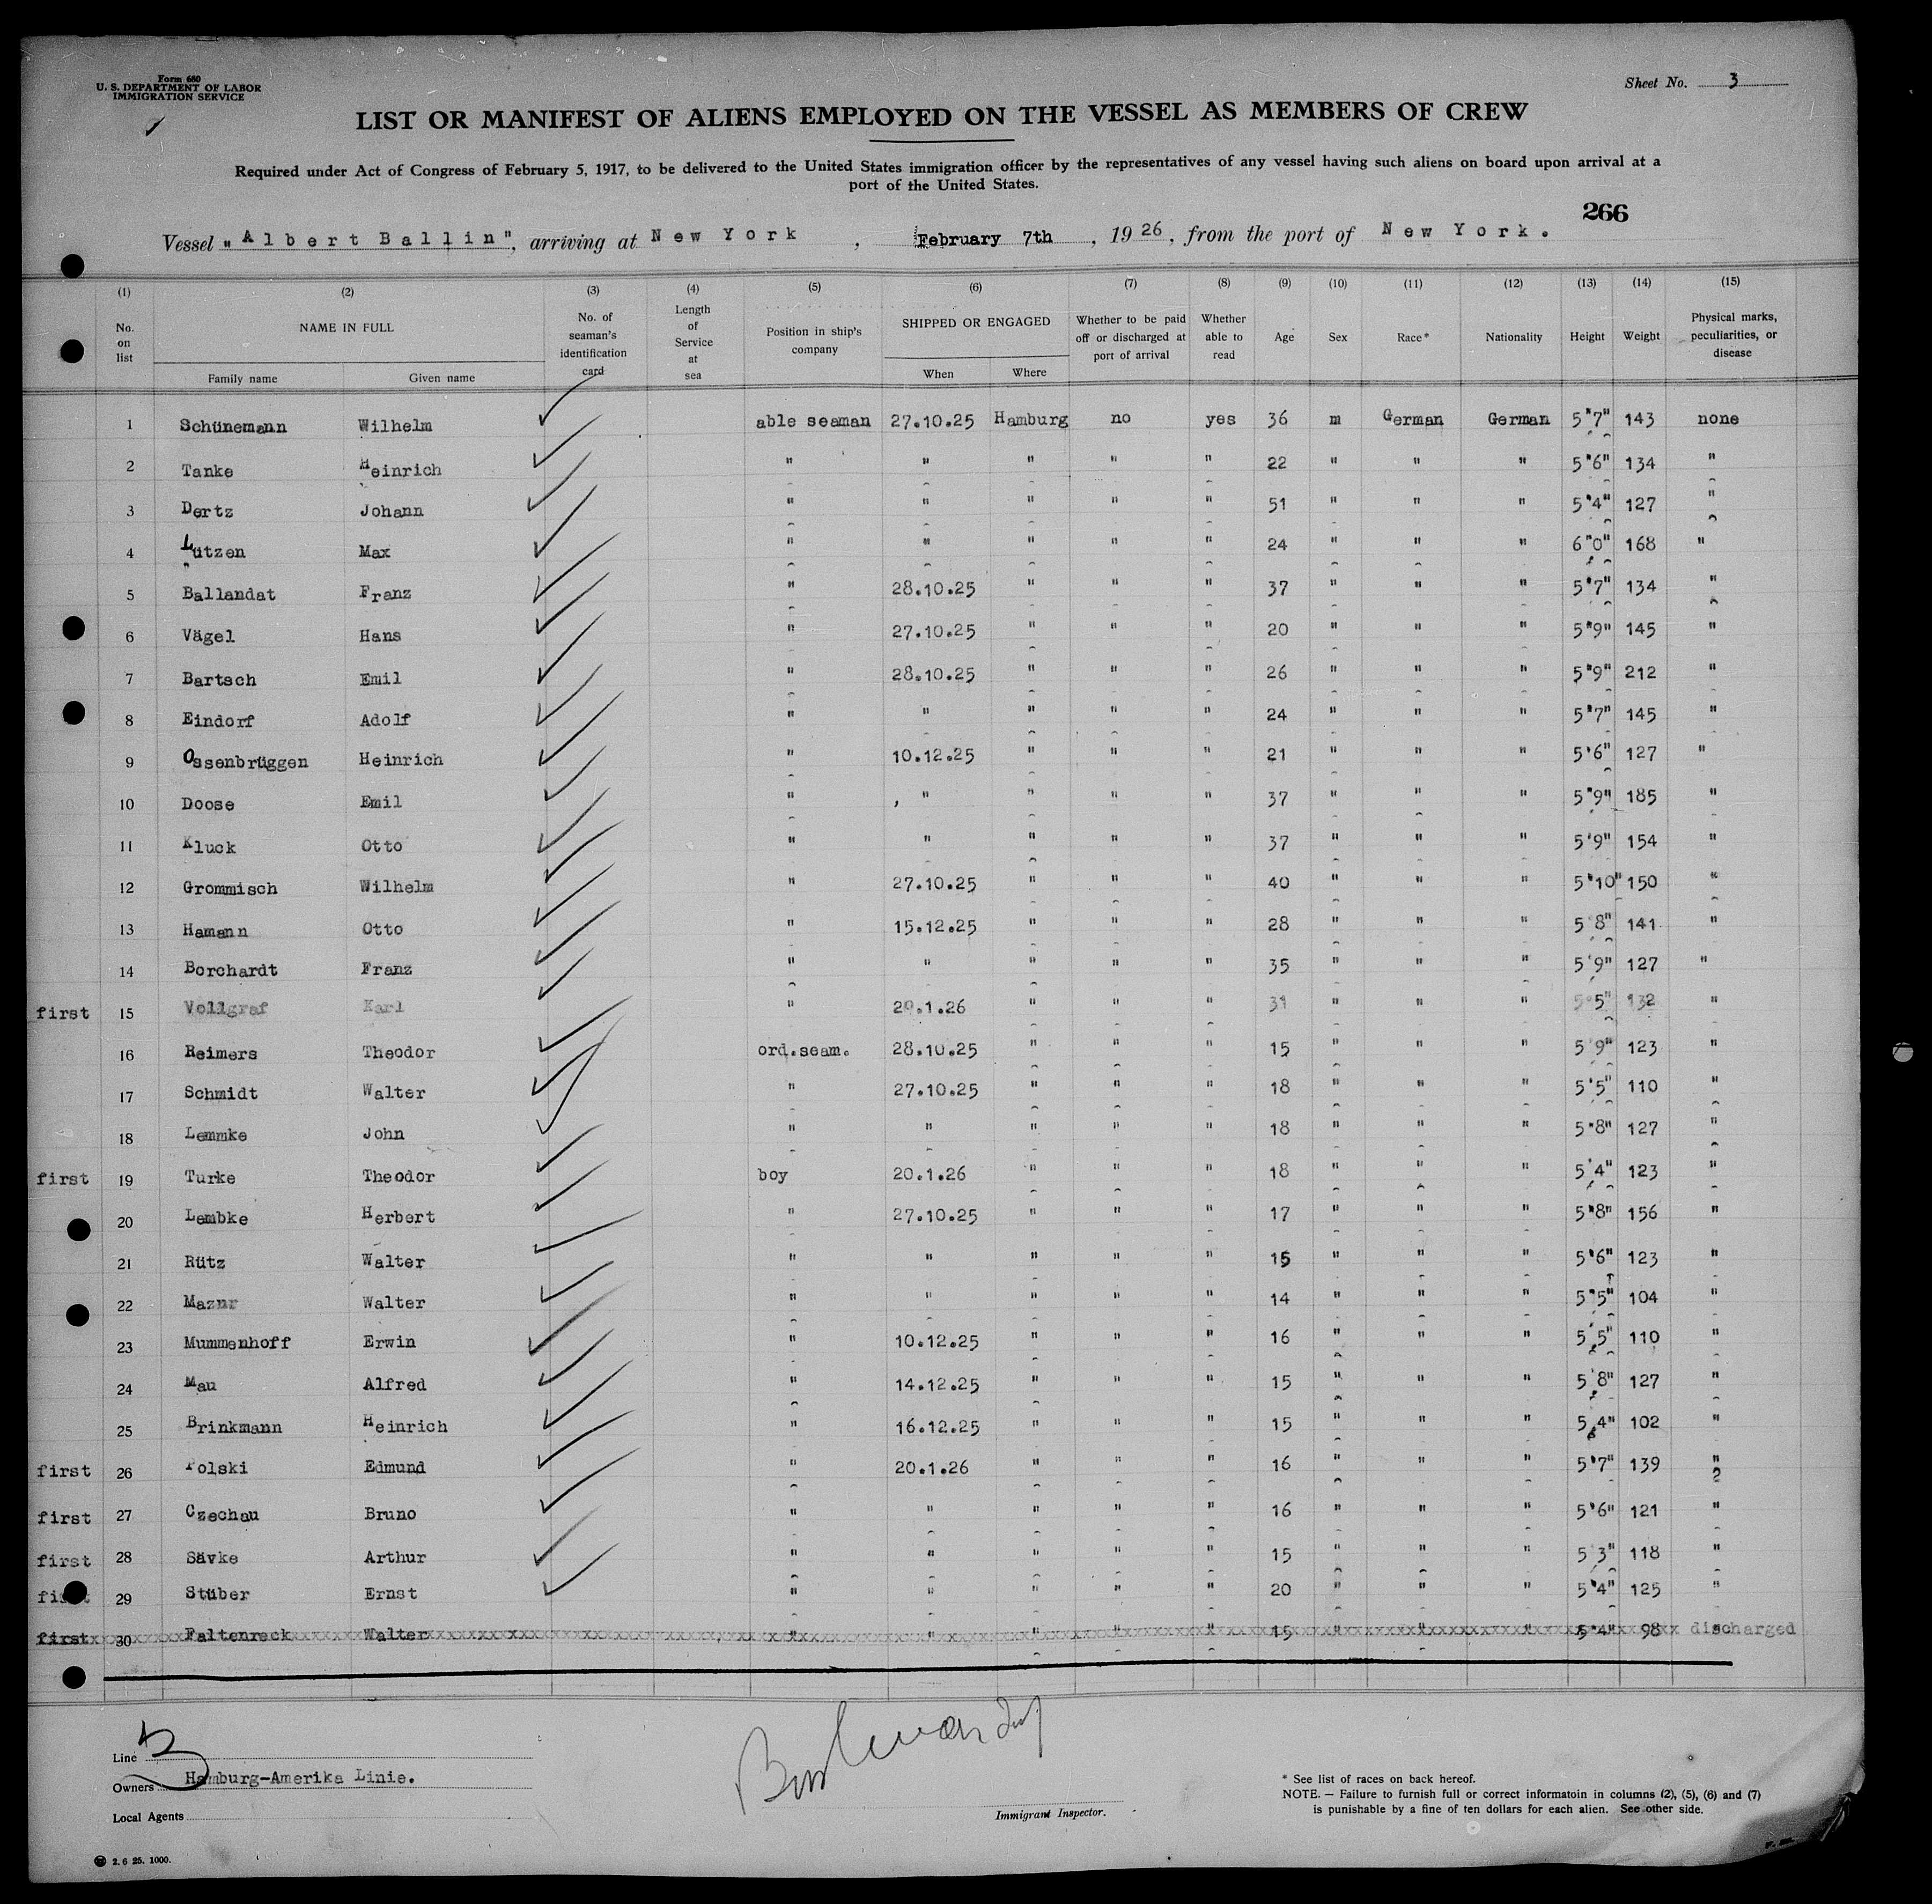 Form 680
U. S. DEPARTMENT OF LABOR
IMMIGRATION SERVICE
Sheet No. 3
LIST OR MANIFEST OF ALIENS EMPLOYED ON THE VESSEL AS MEMBERS OF CREW
Required under Act of Congress of February 5, 1917, to be delivered to the United States immigration officer by the representatives of any vessel having such aliens on board upon arrival at a
port of the United States.
266
Vessel "Albert Ballin", arriving at New York, February 7th, 1926, from the port of New York.
(1) (2) (3) (4) (5) (6) (7) (8) (9) (10) (11) (12) (13) (14) (15)
No. on list NAME IN FULL Family name Given name No. of seaman's identification card Length of Service at sea Position in ship's company SHIPPED OR ENGAGED When Where Whether to be paid off or discharged at port of arrival Whether able to read Age Sex Race* Nationality Height Weight Physical marks, peculiarities, or disease
1 Schünemann Wilhelm able seaman 27.10.25 Hamburg no yes 36 m German German 5'7" 143 none
2 Tanke Heinrich " " " " " 22 " " " 5'6" 134 "
3 Dertz Johann " " " " " 51 " " " 5'4" 127 "
4 Lützen Max " " " " " 24 " " " 6'0" 168 "
5 Ballandat Franz " 28.10.25 " " " 37 " " " 5'7" 134 "
6 Vägel Hans " 27.10.25 " " " 20 " " " 5'9" 145 "
7 Bartsch Emil " 28.10.25 " " " 26 " " " 5'9" 212 "
8 Eindorf Adolf " " " " " 24 " " " 5'7" 145 "
9 Ossenbrüggen Heinrich " 10.12.25 " " " 21 " " " 5'6" 127 "
10 Doose Emil " " " " " 37 " " " 5'9" 185 "
11 Kluck Otto " " " " " 37 " " " 5'9" 154 "
12 Grommisch Wilhelm " 27.10.25 " " " 40 " " " 5'10" 150 "
13 Hamann Otto " 15.12.25 " " " 28 " " " 5'8" 141 "
14 Borchardt Franz " " " " " 35 " " " 5'9" 127 "
first 15 Vollgraf Karl " 20.1.26 " " " 31 " " " 5'5" 132 "
16 Reimers Theodor ord.seam. 28.10.25 " " " 15 " " " 5'9" 123 "
17 Schmidt Walter " 27.10.25 " " " 18 " " " 5'5" 110 "
18 Lemmke John " " " " " 18 " " " 5'8" 127 "
first 19 Turke Theodor boy 20.1.26 " " " 18 " " " 5'4" 123 "
20 Lembke Herbert " 27.10.25 " " " 17 " " " 5'8" 156 "
21 Rütz Walter " " " " " 15 " " " 5'6" 123 "
22 Maznr Walter " " " " " 14 " " " 5'5" 104 "
23 Mummenhoff Erwin " 10.12.25 " " " 16 " " " 5'5" 110 "
24 Mau Alfred " 14.12.25 " " " 15 " " " 5'8" 127 "
25 Brinkmann Heinrich " 16.12.25 " " " 15 " " " 5'4" 102 "
first 26 Polski Edmund " 20.1.26 " " " 16 " " " 5'7" 139 "
first 27 Czechau Bruno " " " " " 16 " " " 5'6" 121 "
first 28 Sävke Arthur " " " " " 15 " " " 5'3" 118 "
first 29 Stüber Ernst " " " " " 20 " " " 5'4" 125 "
first 30 Faltenreck Walter " " " " " 15 " " " 5'4" 98 " discharged
Line
Owners Hamburg-Amerika Linie.
Local Agents
Immigrant Inspector.
* See list of races on back hereof.
NOTE. — Failure to furnish full or correct informatoin in columns (2), (5), (6) and (7)
is punishable by a fine of ten dollars for each alien. See other side.
2. 6 25. 1000.